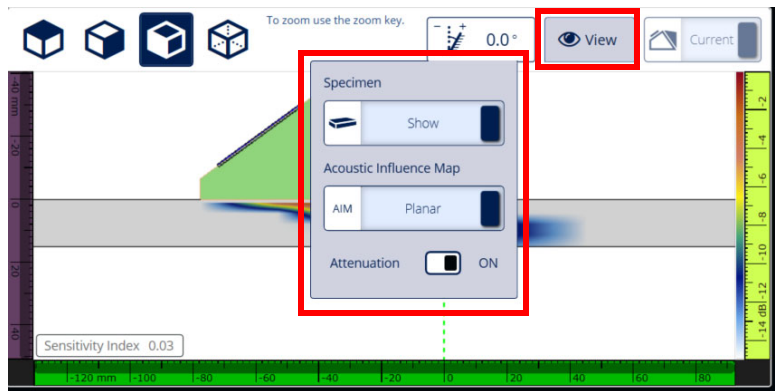 To zoom use the zoom key.
- +
0.0 °
View
Current
Specimen
Show
Acoustic Influence Map
AIM Planar
Attenuation ON
Sensitivity Index 0.03
-40 mm
-20
0
20
40
-120 mm -100 -80 -60 -40 -20 0 20 40 60 80
-2
-4
-6
-8
-10
-12
-14 dB